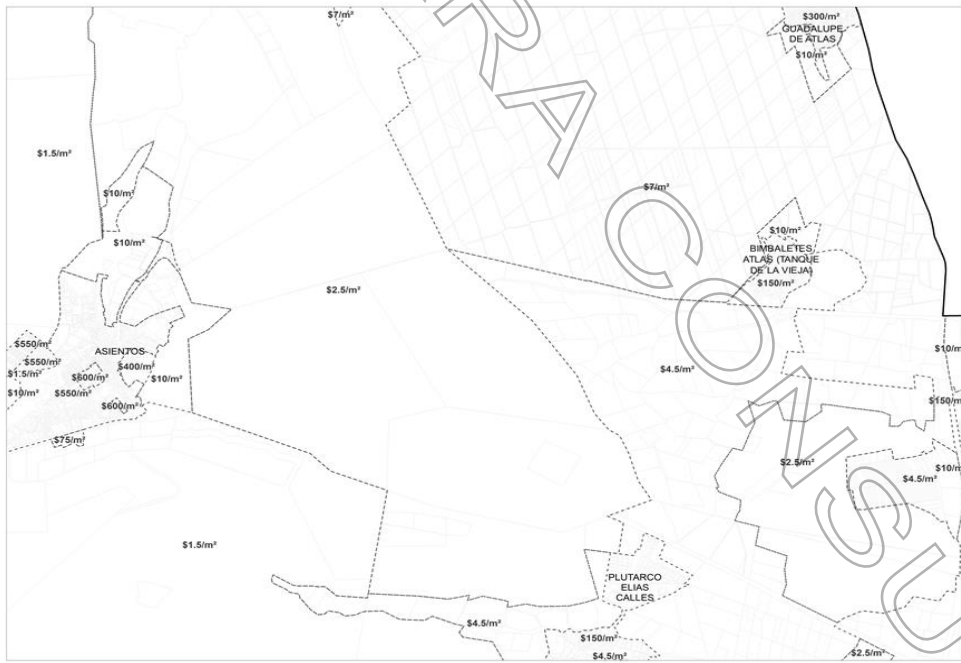 $7/m²
$300/m²
GUADALUPE
DE ATLAS
$10/m²
$1.5/m²
$10/m²
$7/m²
$10/m²
$10/m²
BIMBALETES
ATLAS (TANQUE
DE LA VIEJA)
$150/m²
$2.5/m²
$550/m²
ASIENTOS
$10/m
$550/m²
$400/m²
$4.5/m²
$1.5/m²
$600/m²
$10/m²
$10/m²
$550/m²
$150/m
$600/m²
$75/m²
$2.5/m²
$10/m
$4.5/m²
$1.5/m²
PLUTARCO
ELIAS
CALLES
$4.5/m²
$150/m²
$4.5/m²
$2.5/m²
RA CONSU